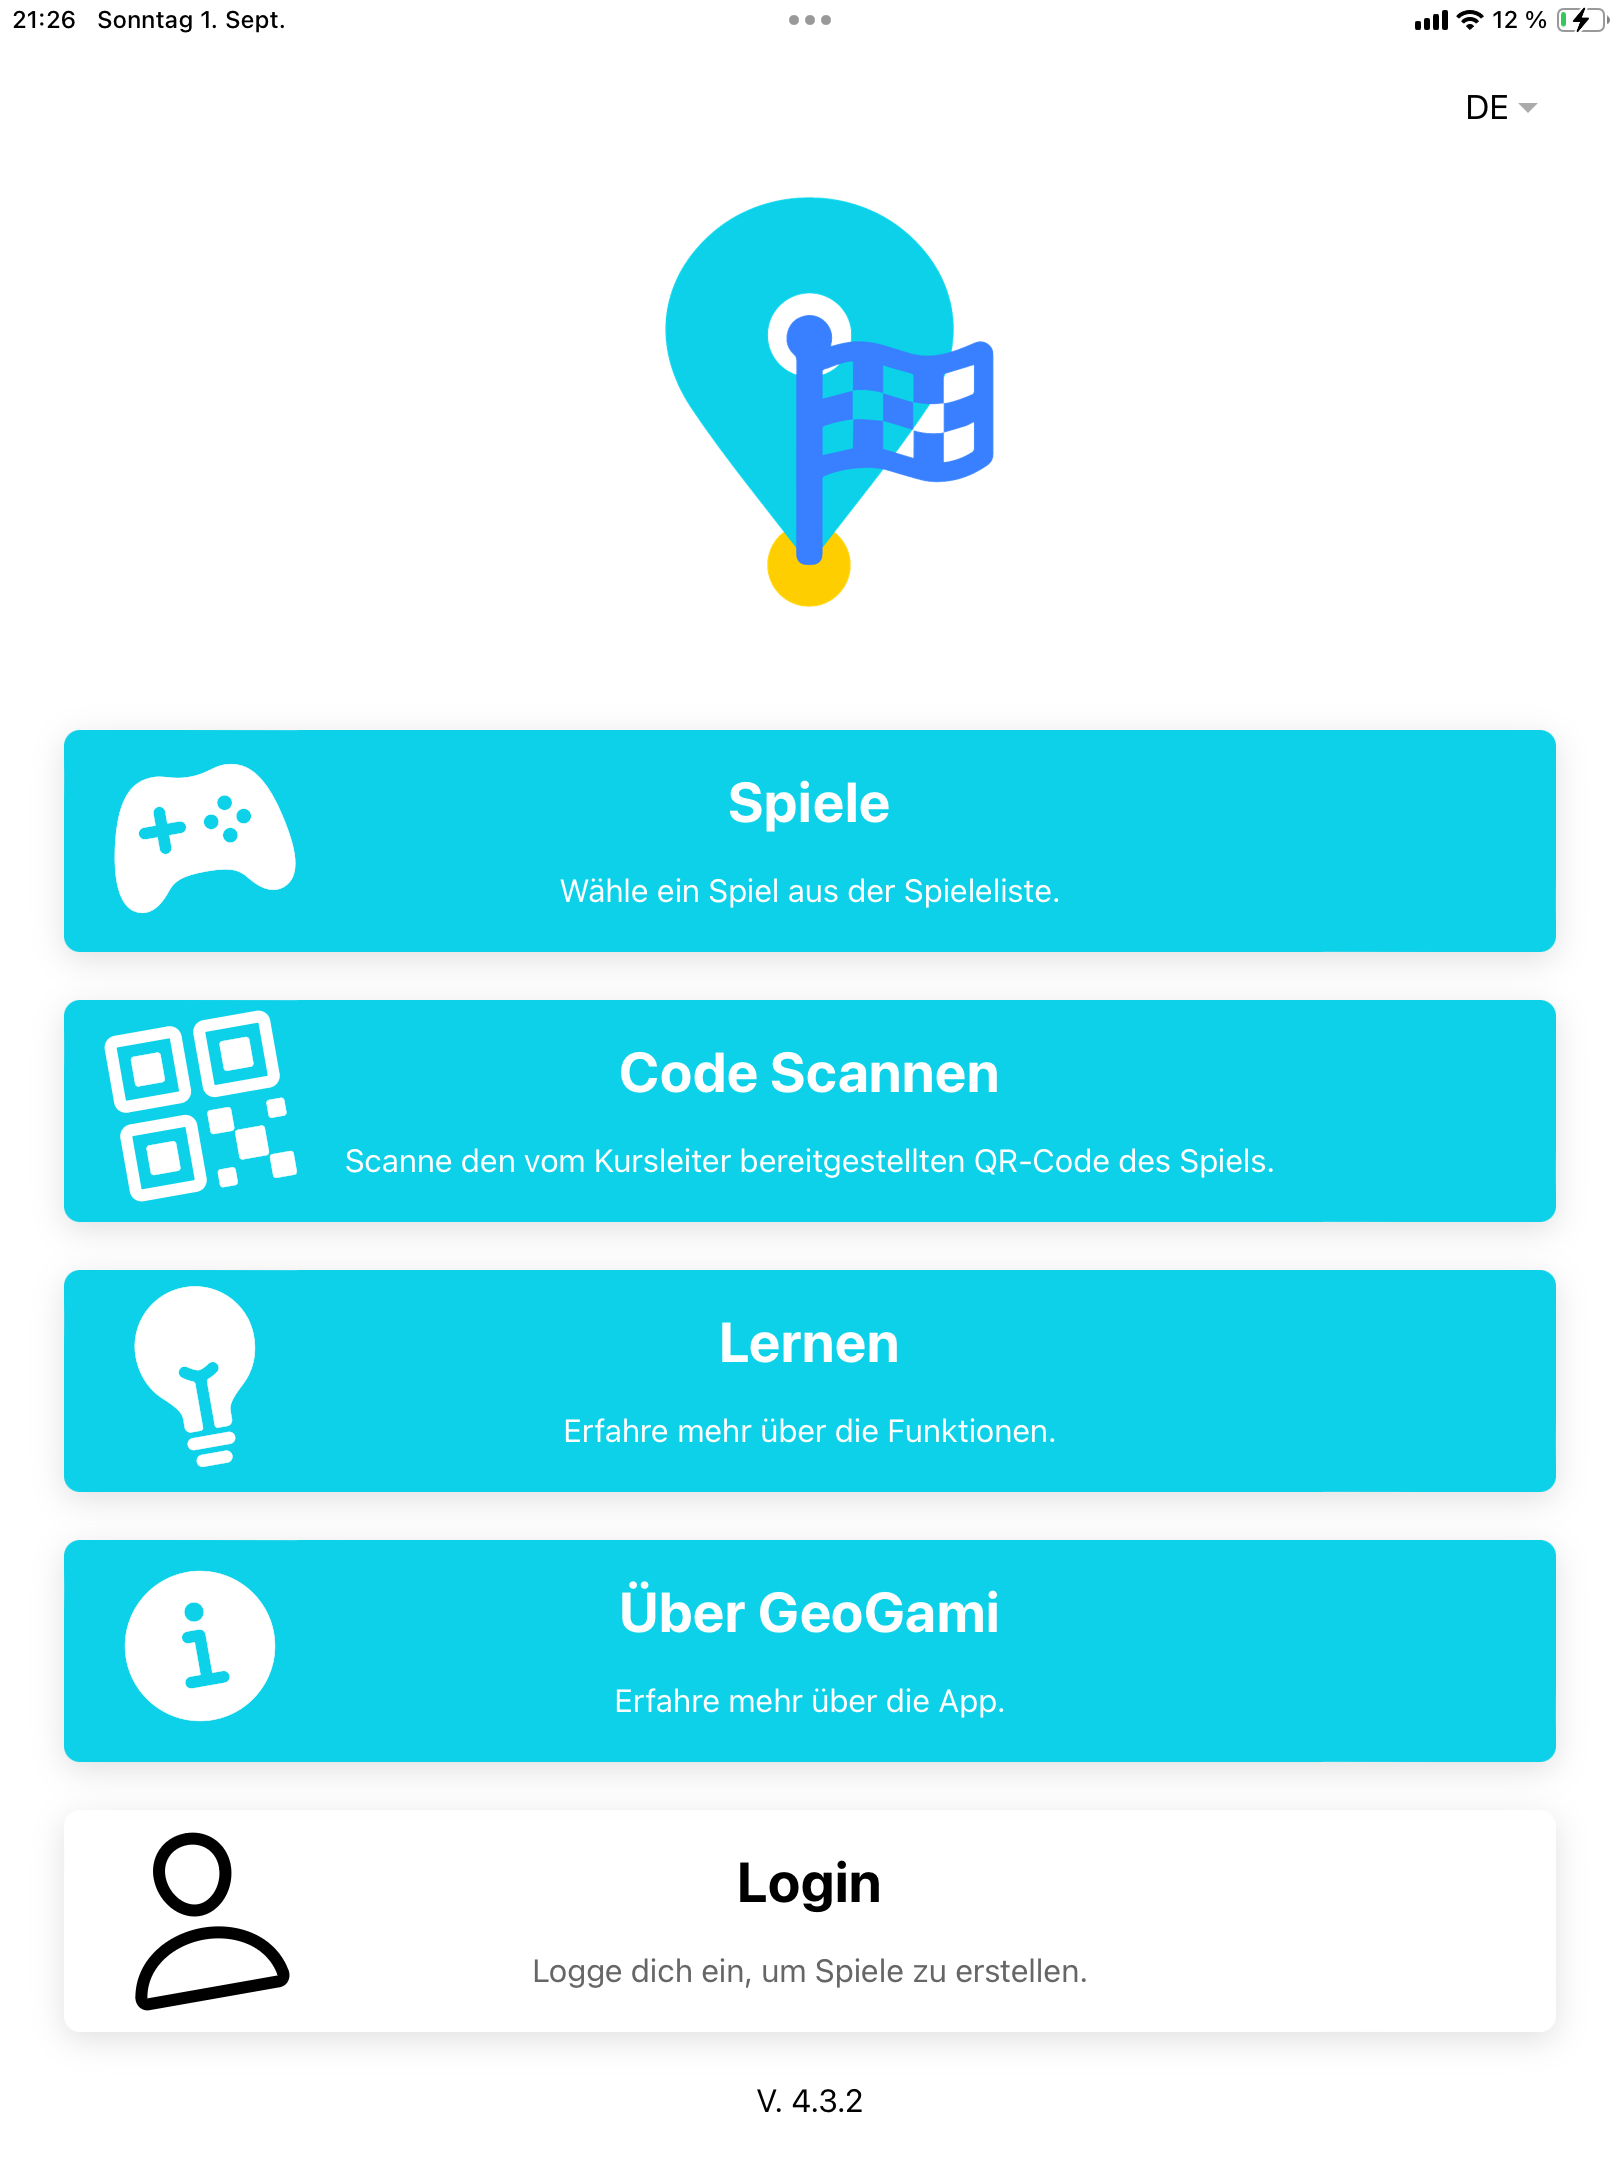 21:26 Sonntag 1. Sept.
12 %
DE
Spiele
Wähle ein Spiel aus der Spieleliste.
Code Scannen
Scanne den vom Kursleiter bereitgestellten QR-Code des Spiels.
Lernen
Erfahre mehr über die Funktionen.
Über GeoGami
Erfahre mehr über die App.
Login
Logge dich ein, um Spiele zu erstellen.
V. 4.3.2